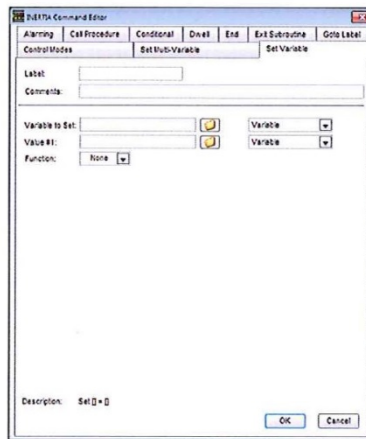 INERTIA Command Editor
Alarming Call Procedure Conditional Dwell End Exit Subroutine Goto Label
Control Modes Set Multi-Variable Set Variable
Label:
Comments:
Variable to Set: Variable
Value #1: Variable
Function: None
Description: Set [] = []
OK Cancel